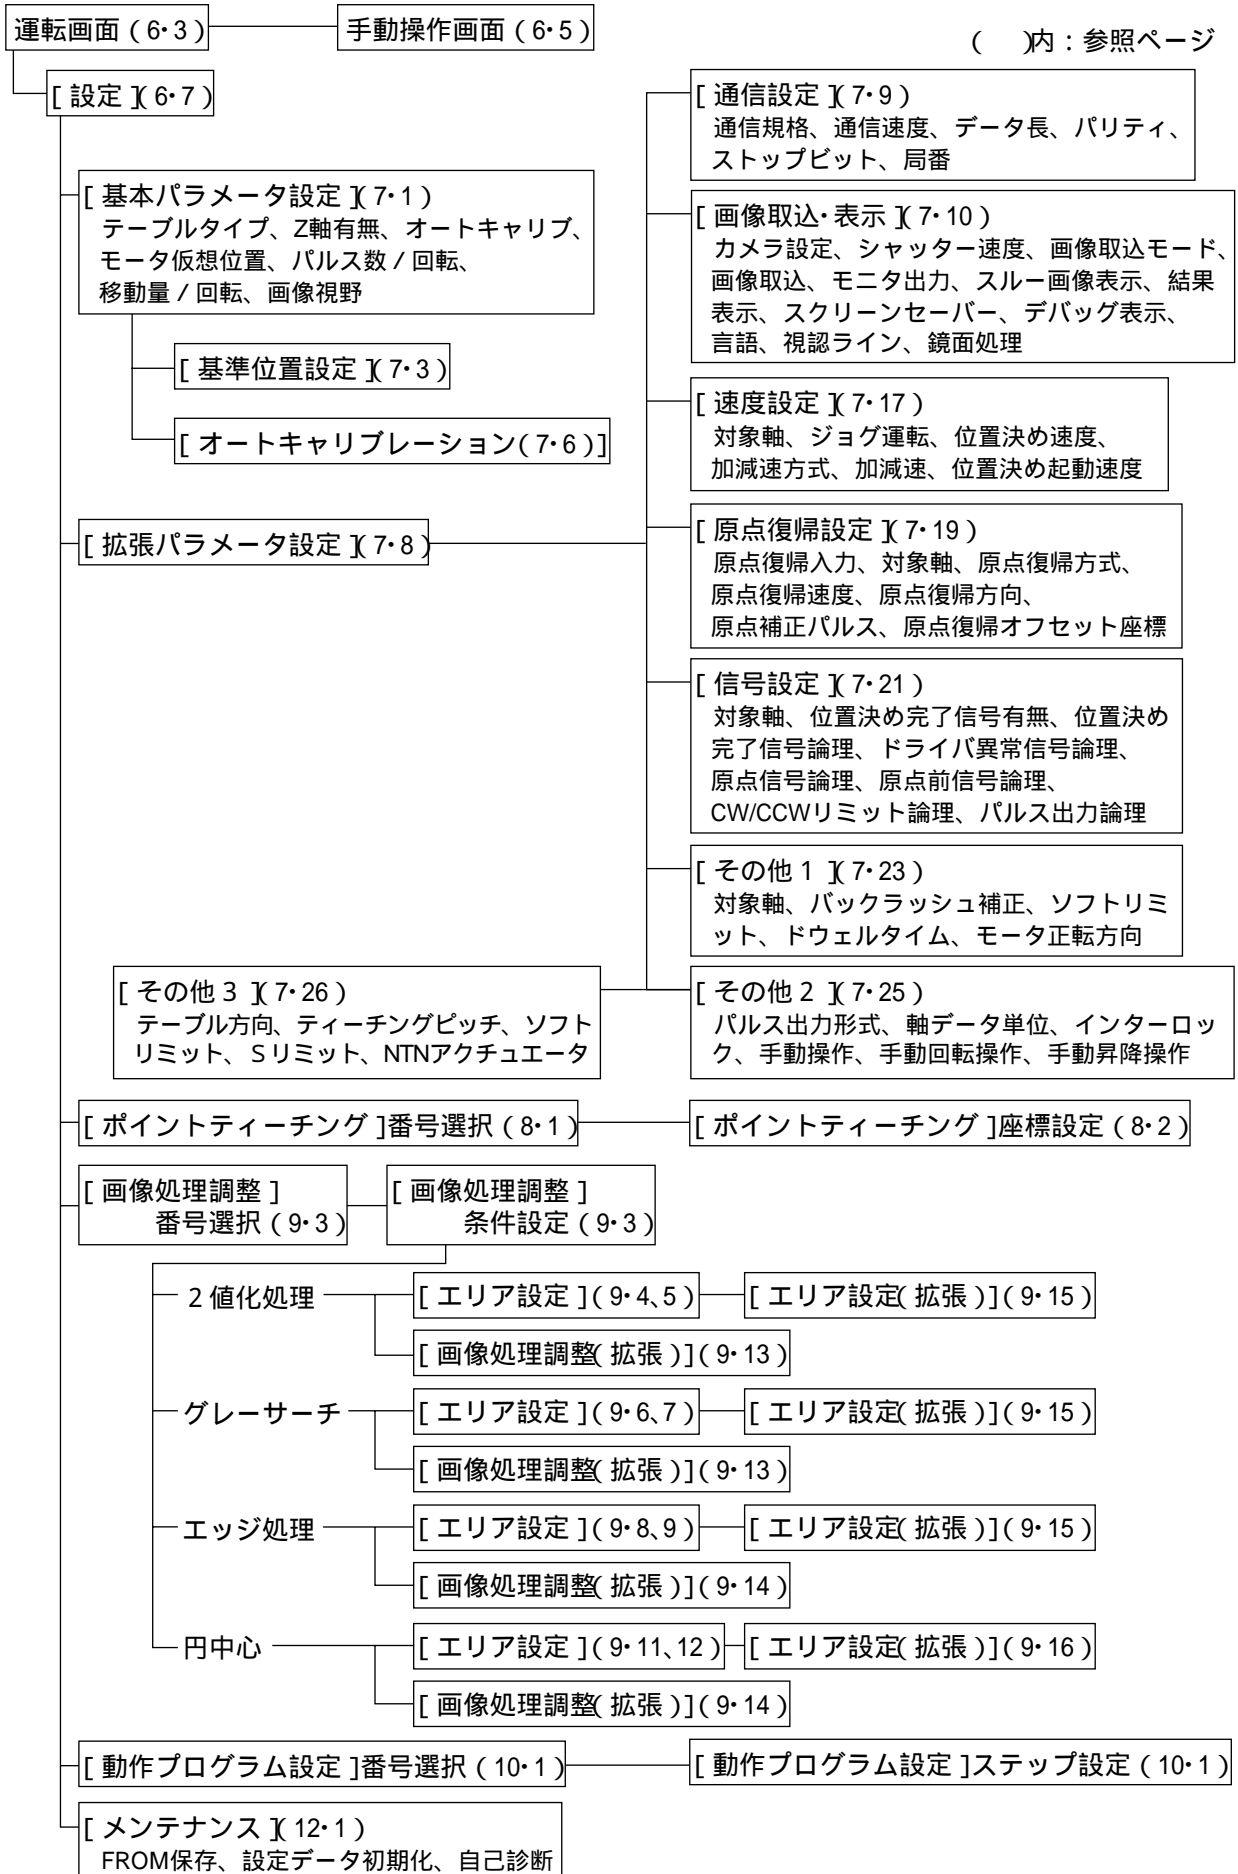 運転画面(6・3)
手動操作画面(6・5)
(　)内:参照ページ
[設定](6・7)
[基本パラメータ設定](7・1)
テーブルタイプ、Z軸有無、オートキャリブ、
モータ仮想位置、パルス数/回転、
移動量/回転、画像視野
[基準位置設定](7・3)
[オートキャリブレーション(7・6)]
[拡張パラメータ設定](7・8)
[通信設定](7・9)
通信規格、通信速度、データ長、パリティ、
ストップビット、局番
[画像取込・表示](7・10)
カメラ設定、シャッター速度、画像取込モード、
画像取込、モニタ出力、スルー画像表示、結果
表示、スクリーンセーバー、デバッグ表示、
言語、視認ライン、鏡面処理
[速度設定](7・17)
対象軸、ジョグ運転、位置決め速度、
加減速方式、加減速、位置決め起動速度
[原点復帰設定](7・19)
原点復帰入力、対象軸、原点復帰方式、
原点復帰速度、原点復帰方向、
原点補正パルス、原点復帰オフセット座標
[信号設定](7・21)
対象軸、位置決め完了信号有無、位置決め
完了信号論理、ドライバ異常信号論理、
原点信号論理、原点前信号論理、
CW/CCWリミット論理、パルス出力論理
[その他1](7・23)
対象軸、バックラッシュ補正、ソフトリミ
ット、ドウェルタイム、モータ正転方向
[その他2](7・25)
パルス出力形式、軸データ単位、インターロッ
ク、手動操作、手動回転操作、手動昇降操作
[その他3](7・26)
テーブル方向、ティーチングピッチ、ソフト
リミット、Sリミット、NTNアクチュエータ
[ポイントティーチング]番号選択(8・1)
[ポイントティーチング]座標設定(8・2)
[画像処理調整]
番号選択(9・3)
[画像処理調整]
条件設定(9・3)
2値化処理
[エリア設定](9・4、5)
[エリア設定(拡張)](9・15)
[画像処理調整(拡張)](9・13)
グレーサーチ
[エリア設定](9・6、7)
[エリア設定(拡張)](9・15)
[画像処理調整(拡張)](9・13)
エッジ処理
[エリア設定](9・8、9)
[エリア設定(拡張)](9・15)
[画像処理調整(拡張)](9・14)
円中心
[エリア設定](9・11、12)
[エリア設定(拡張)](9・16)
[画像処理調整(拡張)](9・14)
[動作プログラム設定]番号選択(10・1)
[動作プログラム設定]ステップ設定(10・1)
[メンテナンス](12・1)
FROM保存、設定データ初期化、自己診断